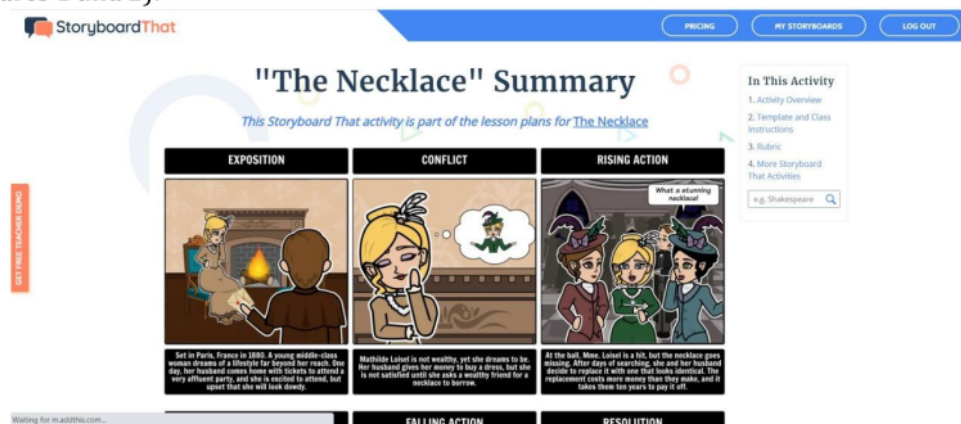 StoryboardThat
PRICING
MY STORYBOARDS
LOG OUT
"The Necklace" Summary
This Storyboard That activity is part of the lesson plans for The Necklace
In This Activity
1. Activity Overview
2. Template and Class
Instructions
3. Rubric
4. More Storyboard
That Activities
e.g. Shakespeare
GET FREE TEACHER DEMO
EXPOSITION
CONFLICT
RISING ACTION
What a stunning
necklace!
Set in Paris, France in 1880. A young middle-class
woman dreams of a lifestyle far beyond her reach. One
day, her husband comes home with tickets to attend a
very affluent party, and she is excited to attend, but
upset that she will look dowdy.
Mathilde Loisel is not wealthy, yet she dreams to be.
Her husband gives her money to buy a dress, but she
is not satisfied until she asks a wealthy friend for a
necklace to borrow.
At the ball, Mme. Loisel is a hit, but the necklace goes
missing. After days of searching, she and her husband
decide to replace it with one that looks identical. The
replacement costs more money than they make, and it
takes them ten years to pay it off.
FALLING ACTION
RESOLUTION
Waiting for m.addthis.com...